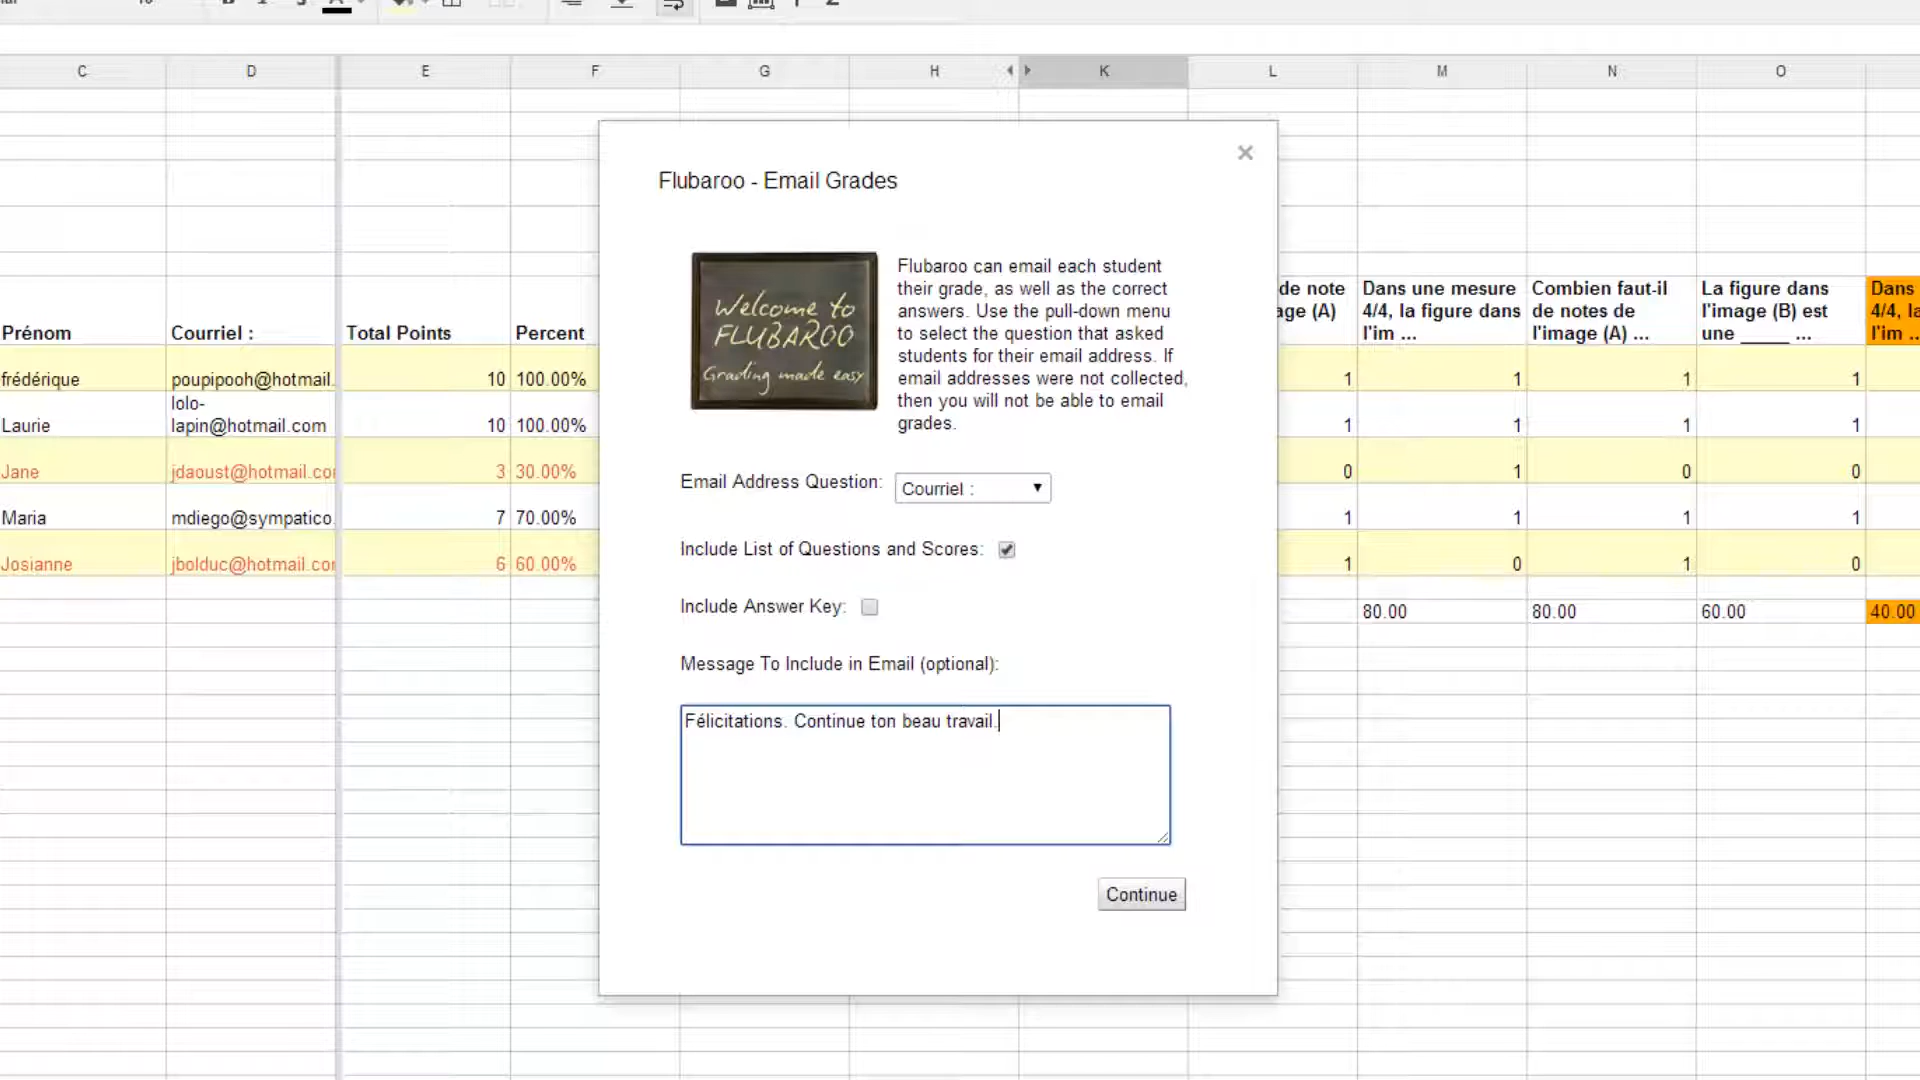 C D E F G H K L M N O
Flubaroo - Email Grades
Welcome to
FLUBAROO
Grading made easy
Flubaroo can email each student
their grade, as well as the correct
answers. Use the pull-down menu
to select the question that asked
students for their email address. If
email addresses were not collected,
then you will not be able to email
grades.
Email Address Question: Courriel :
Include List of Questions and Scores:
Include Answer Key:
Message To Include in Email (optional):
Félicitations. Continue ton beau travail.
Continue
Prénom Courriel : Total Points Percent
de note
age (A)
Dans une mesure
4/4, la figure dans
l'im ...
Combien faut-il
de notes de
l'image (A) ...
La figure dans
l'image (B) est
une _____ ...
Dans
4/4, la
l'im ...
frédérique poupipooh@hotmail. 10 100.00% 1 1 1 1
Laurie lolo-
lapin@hotmail.com 10 100.00% 1 1 1 1
Jane jdaoust@hotmail.co 3 30.00% 0 1 0 0
Maria mdiego@sympatico. 7 70.00% 1 1 1 1
Josianne jbolduc@hotmail.co 6 60.00% 1 0 1 0
80.00 80.00 60.00 40.00